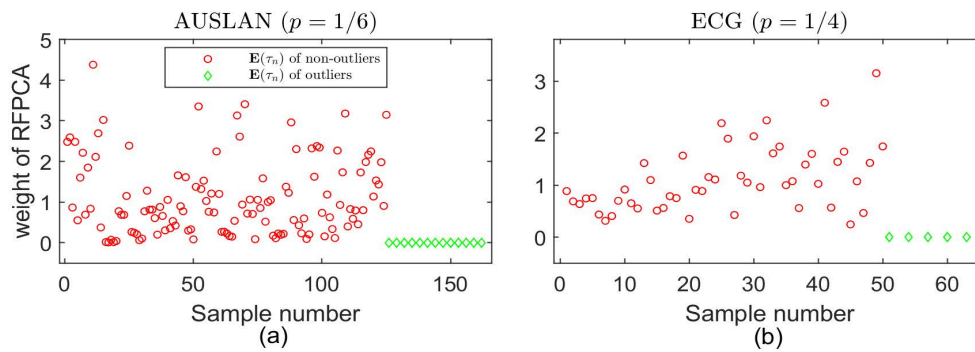 AUSLAN (p = 1/6)
5
4
3
2
1
0
weight of RFPCA
E(τn) of non-outliers
E(τn) of outliers
0 50 100 150
Sample number
(a)
ECG (p = 1/4)
3
2
1
0
0 10 20 30 40 50 60
Sample number
(b)